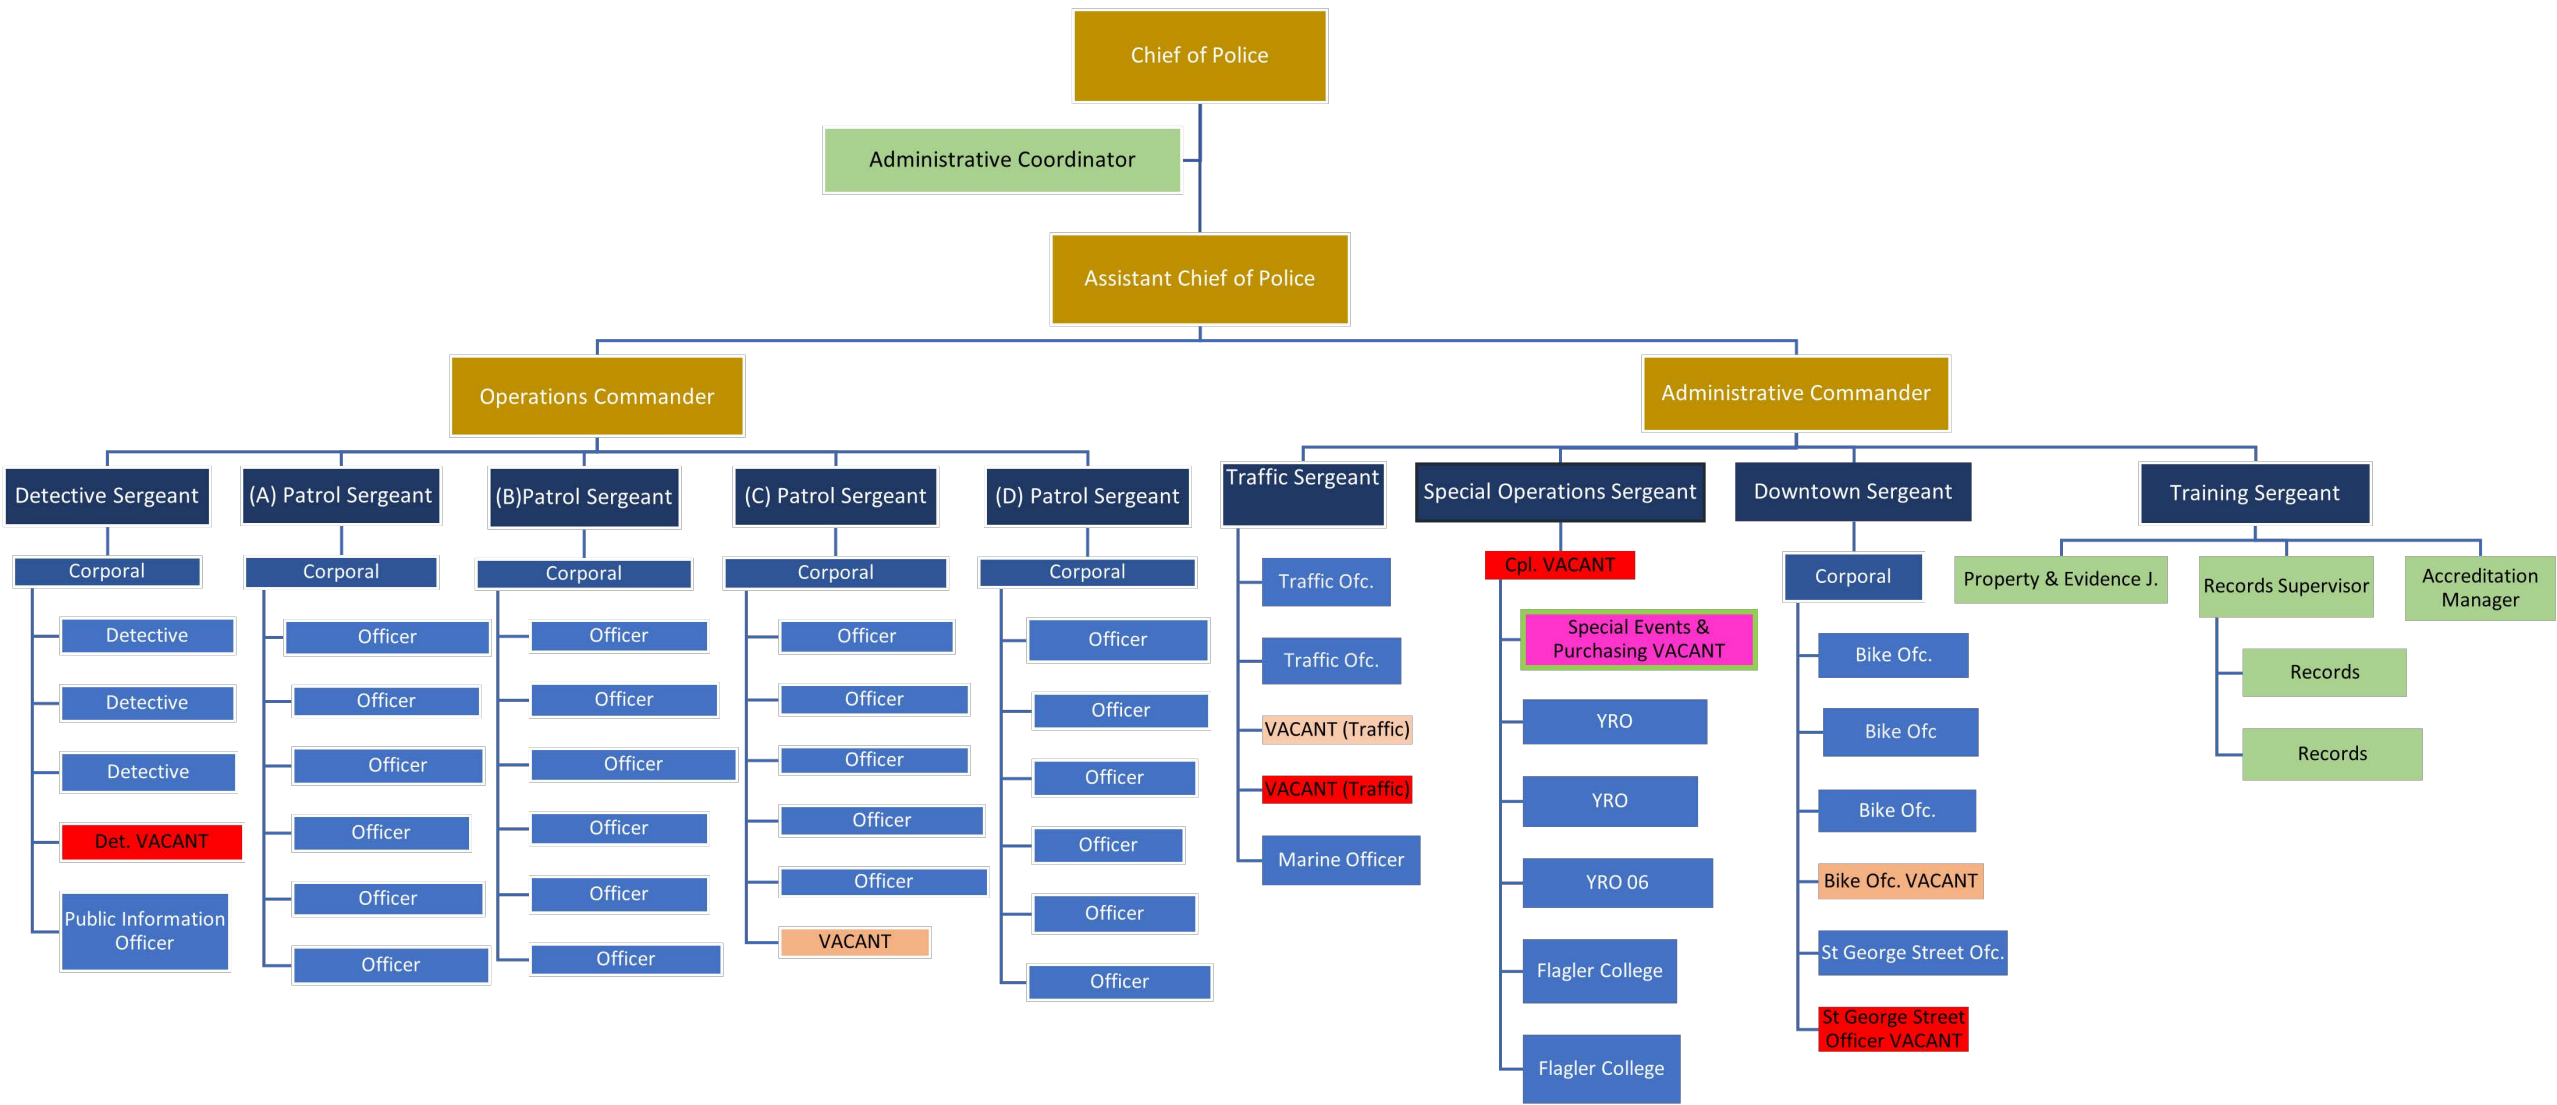 Chief of Police
Administrative Coordinator
Assistant Chief of Police
Operations Commander
Administrative Commander
Detective Sergeant
(A) Patrol Sergeant
(B)Patrol Sergeant
(C) Patrol Sergeant
(D) Patrol Sergeant
Traffic Sergeant
Special Operations Sergeant
Downtown Sergeant
Training Sergeant
Corporal
Detective
Detective
Detective
Det. VACANT
Public Information
Officer
Corporal
Officer
Officer
Officer
Officer
Officer
Officer
Corporal
Officer
Officer
Officer
Officer
Officer
Officer
Corporal
Officer
Officer
Officer
Officer
Officer
VACANT
Corporal
Officer
Officer
Officer
Officer
Officer
Officer
Traffic Ofc.
Traffic Ofc.
VACANT (Traffic)
VACANT (Traffic)
Marine Officer
Cpl. VACANT
Special Events &
Purchasing VACANT
YRO
YRO
YRO 06
Flagler College
Flagler College
Corporal
Bike Ofc.
Bike Ofc
Bike Ofc.
Bike Ofc. VACANT
St George Street Ofc.
St George Street
Officer VACANT
Property & Evidence J.
Records Supervisor
Records
Records
Accreditation
Manager